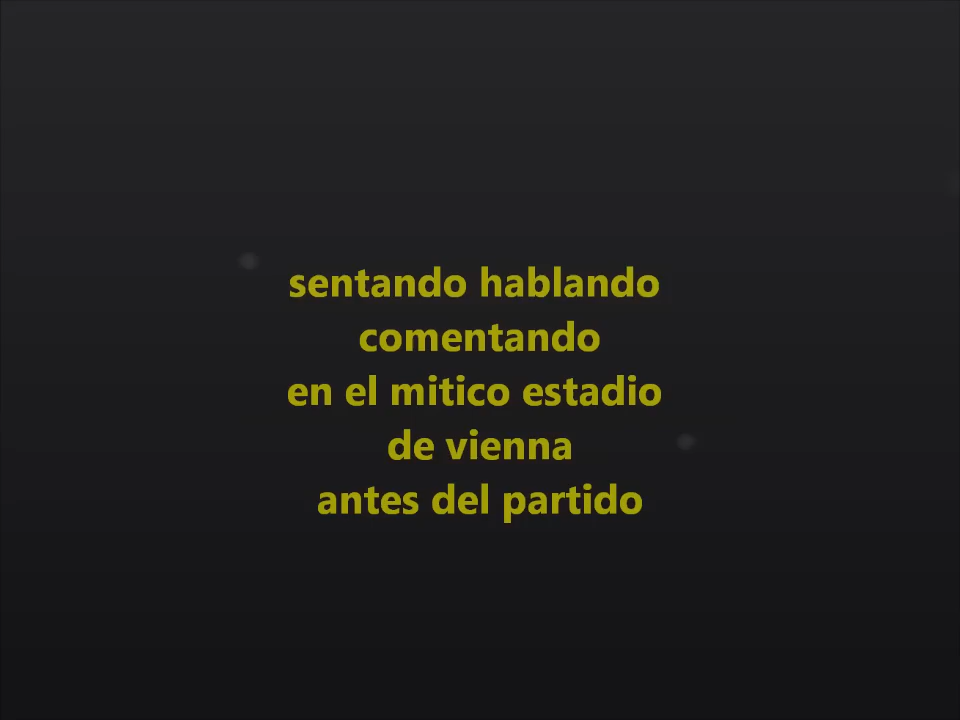 sentando hablando
comentando
en el mitico estadio
de vienna
antes del partido